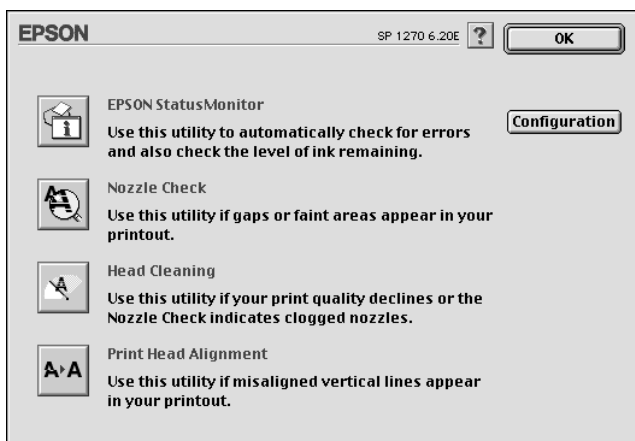 EPSON
SP 1270 6.20E ? OK
EPSON StatusMonitor
Use this utility to automatically check for errors
and also check the level of ink remaining.
Configuration
Nozzle Check
Use this utility if gaps or faint areas appear in your
printout.
Head Cleaning
Use this utility if your print quality declines or the
Nozzle Check indicates clogged nozzles.
Print Head Alignment
Use this utility if misaligned vertical lines appear
in your printout.